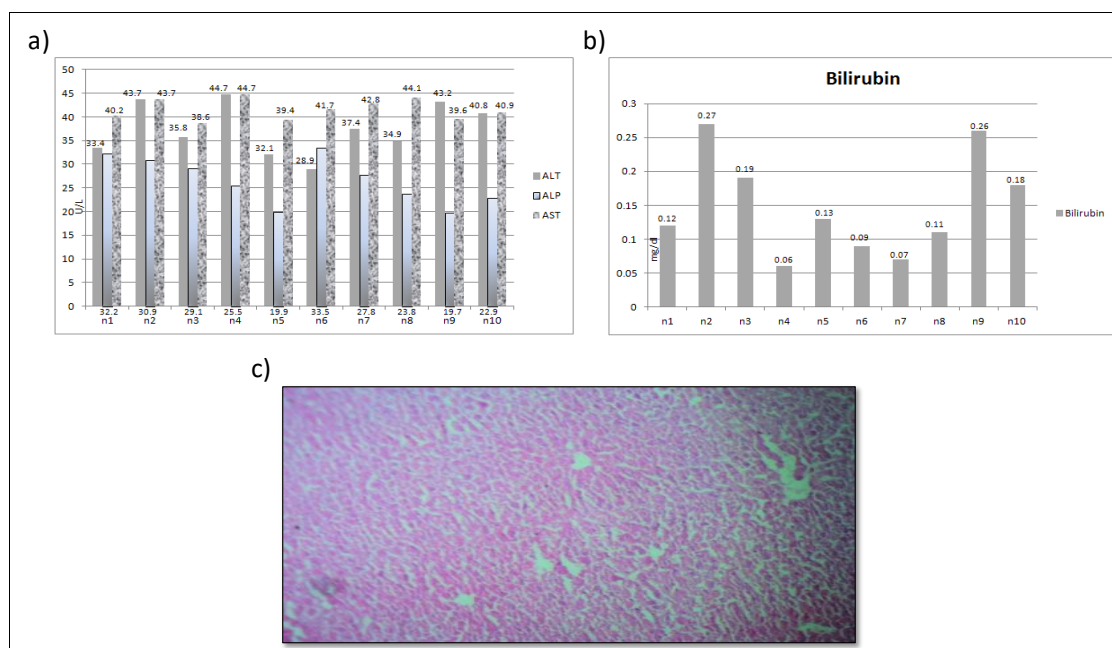 a)
50
45
40
35
30
25
20
15
10
5
0
U/L
33.4 40.2 43.7 43.7 35.8 38.6 44.7 44.7 32.1 39.4 28.9 41.7 37.4 42.8 34.9 44.1 43.2 39.6 40.8 40.9
32.2 30.9 29.1 25.5 19.9 33.5 27.8 23.8 19.7 22.9
n1 n2 n3 n4 n5 n6 n7 n8 n9 n10
ALT
ALP
AST
b)
Bilirubin
0.3
0.25
0.2
0.15
0.1
0.05
0
mg/dl
0.12 0.27 0.19 0.06 0.13 0.09 0.07 0.11 0.26 0.18
n1 n2 n3 n4 n5 n6 n7 n8 n9 n10
Bilirubin
c)